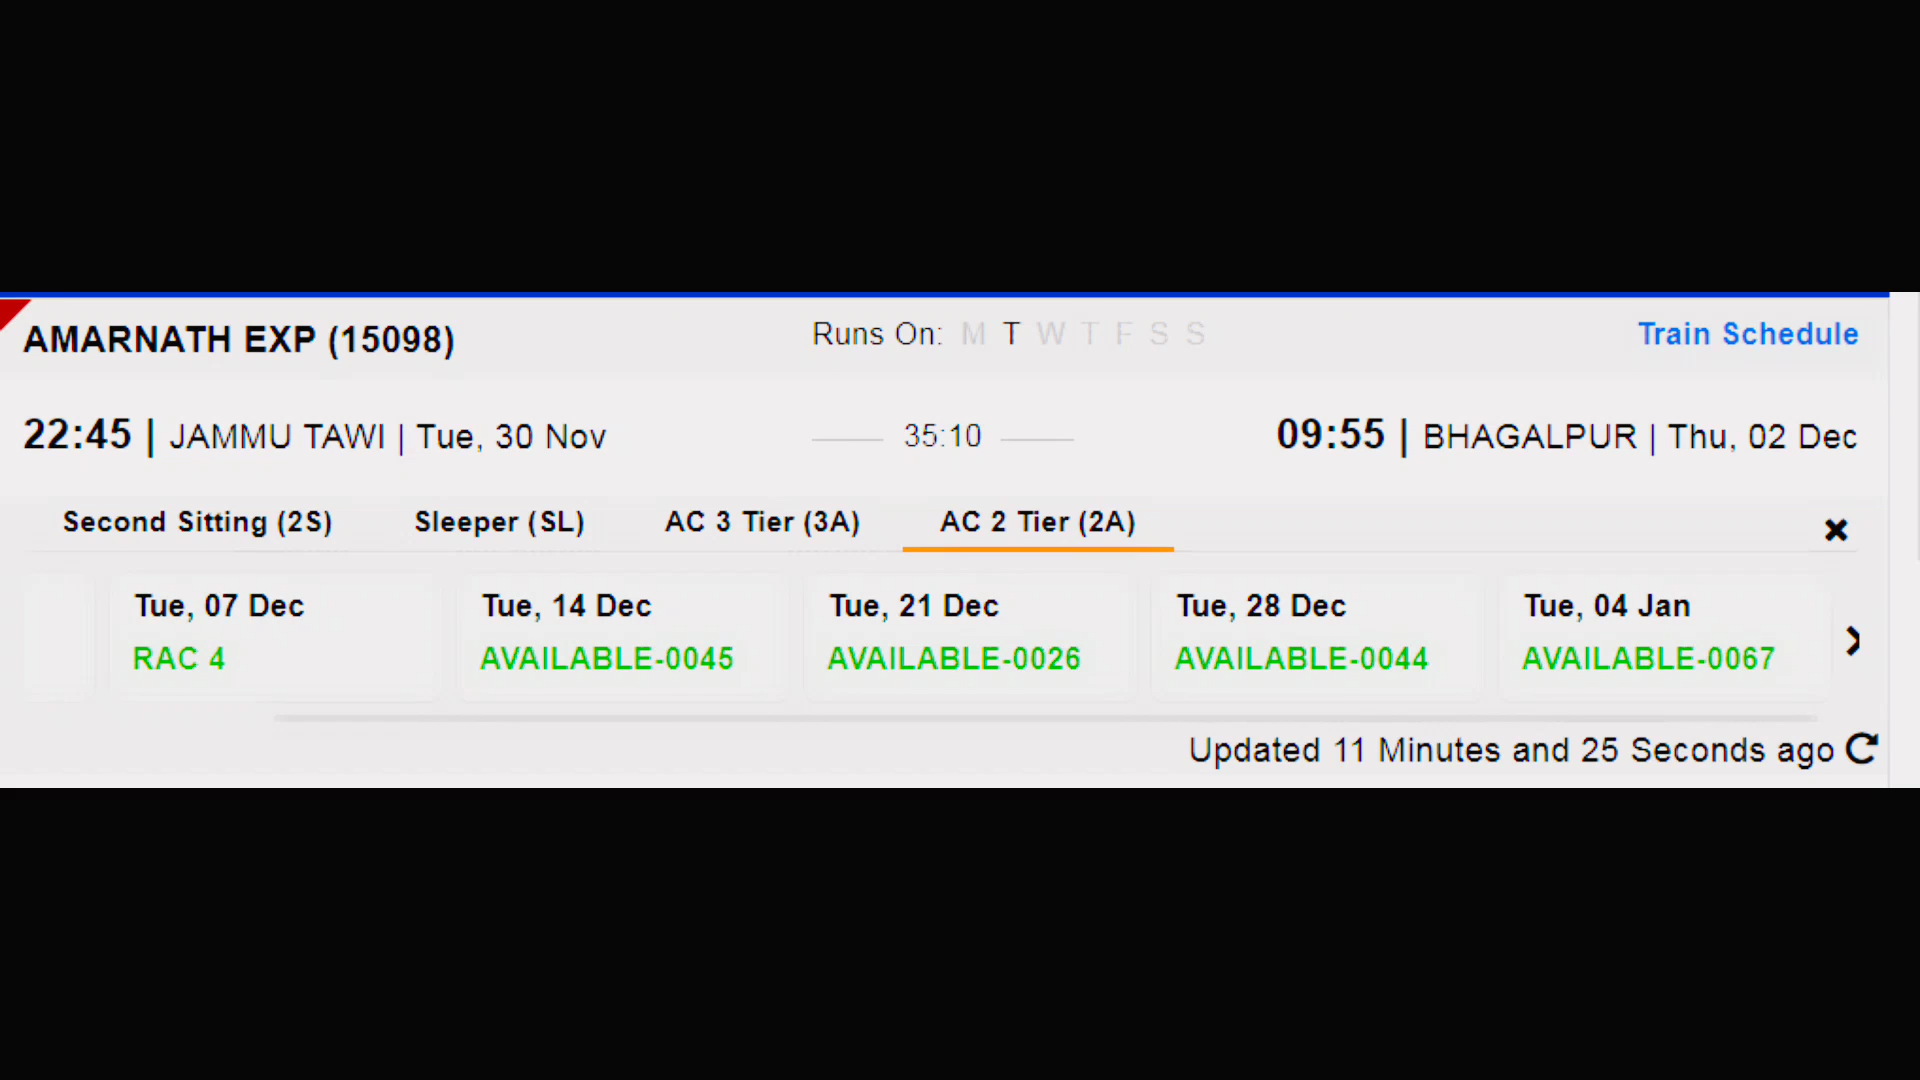 AMARNATH EXP (15098) Runs On: M T W T F S S Train Schedule
22:45 | JAMMU TAWI | Tue, 30 Nov 35:10 09:55 | BHAGALPUR | Thu, 02 Dec
Second Sitting (2S) Sleeper (SL) AC 3 Tier (3A) AC 2 Tier (2A)
Tue, 07 Dec Tue, 14 Dec Tue, 21 Dec Tue, 28 Dec Tue, 04 Jan
RAC 4 AVAILABLE-0045 AVAILABLE-0026 AVAILABLE-0044 AVAILABLE-0067
Updated 11 Minutes and 25 Seconds ago